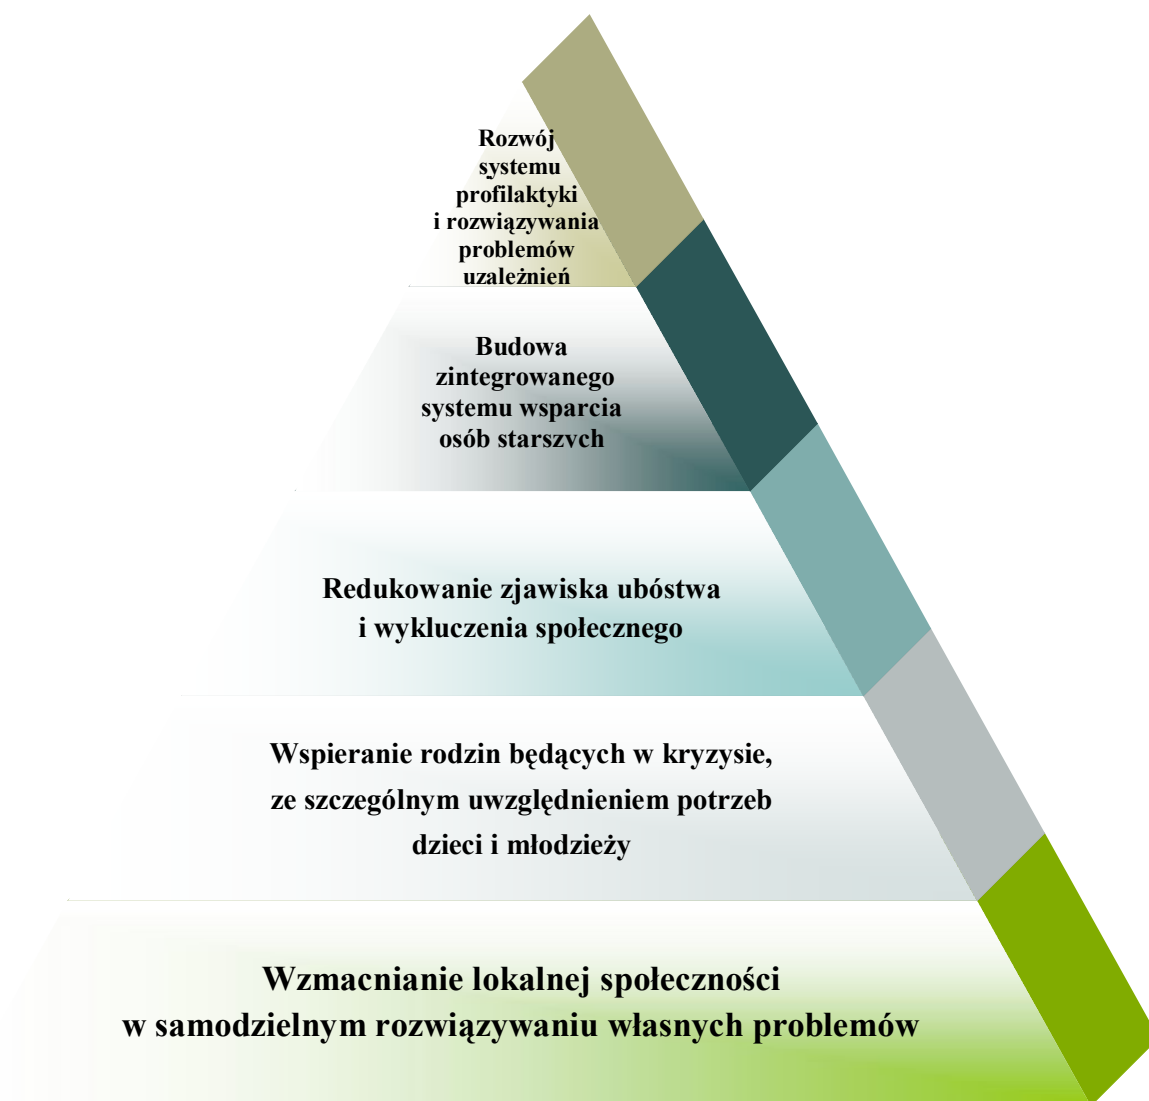 Rozwój
systemu
profilaktyki
i rozwiązywania
problemów
uzależnień
Budowa
zintegrowanego
systemu wsparcia
osób starszych
Redukowanie zjawiska ubóstwa
i wykluczenia społecznego
Wspieranie rodzin będących w kryzysie,
ze szczególnym uwzględnieniem potrzeb
dzieci i młodzieży
Wzmacnianie lokalnej społeczności
w samodzielnym rozwiązywaniu własnych problemów